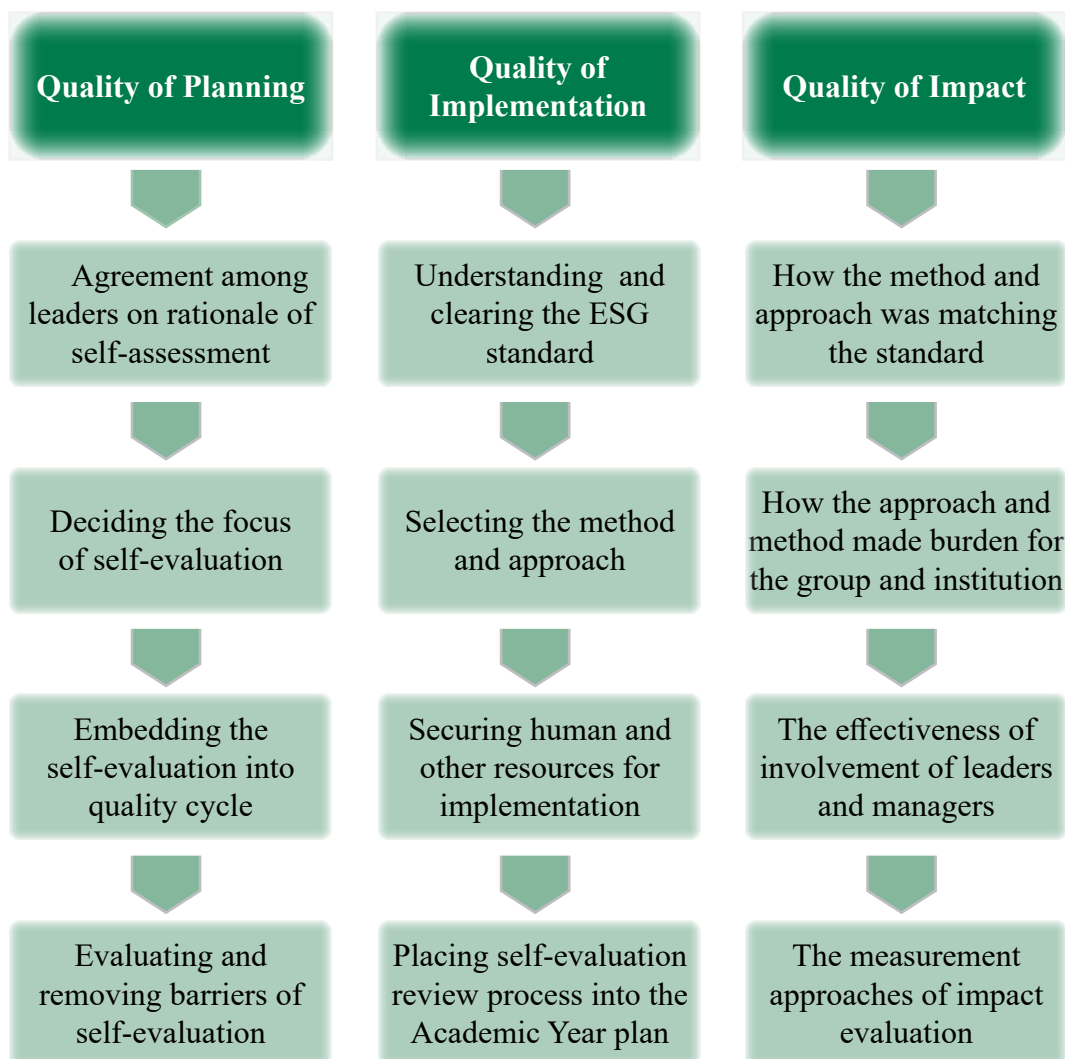 Quality of Planning
Quality of
Implementation
Quality of Impact
Agreement among
leaders on rationale of
self-assessment
Understanding and
clearing the ESG
standard
How the method and
approach was matching
the standard
Deciding the focus
of self-evaluation
Selecting the method
and approach
How the approach and
method made burden for
the group and institution
Embedding the
self-evaluation into
quality cycle
Securing human and
other resources for
implementation
The effectiveness of
involvement of leaders
and managers
Evaluating and
removing barriers of
self-evaluation
Placing self-evaluation
review process into the
Academic Year plan
The measurement
approaches of impact
evaluation